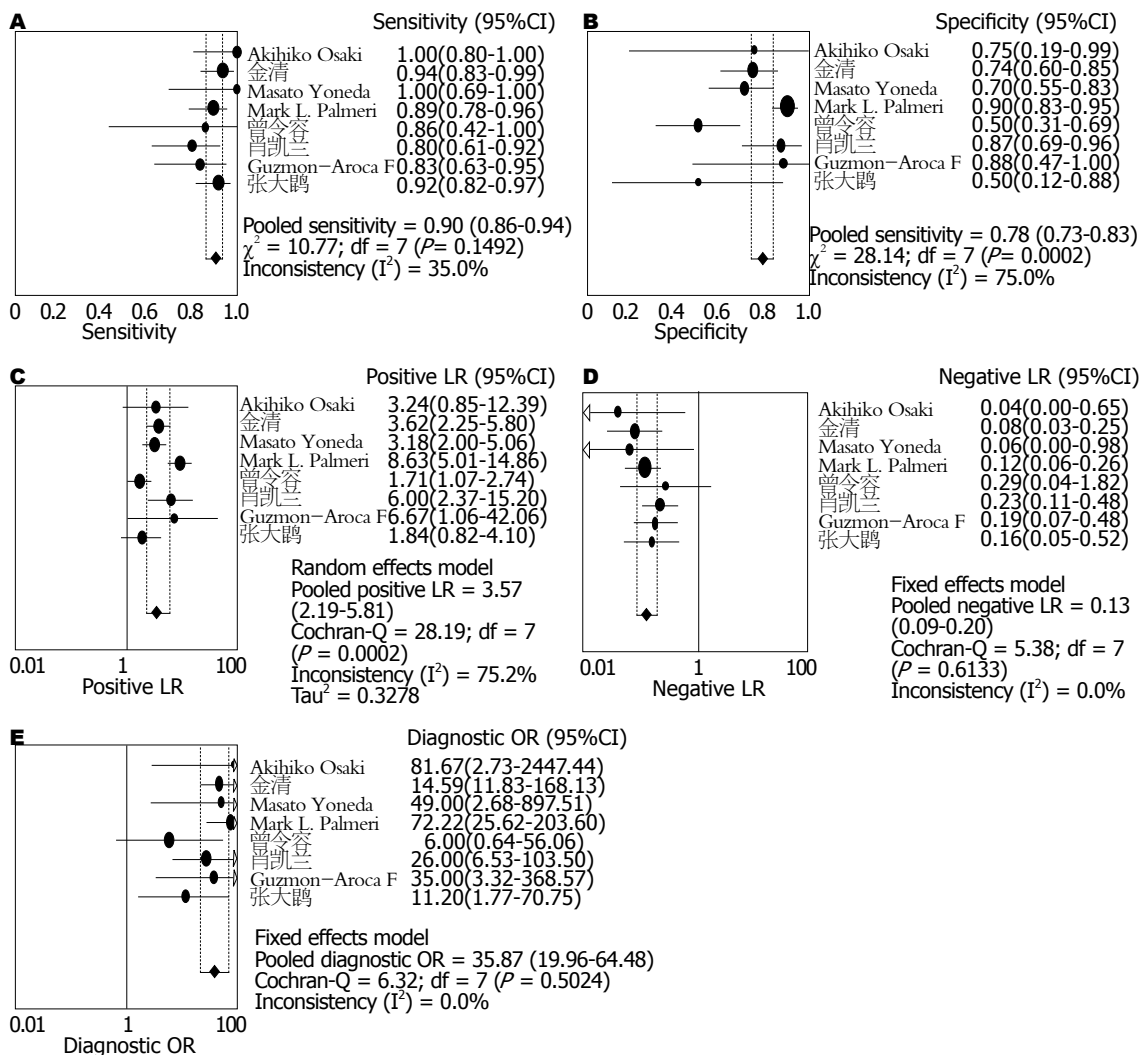 A
Sensitivity (95%CI)
Akihiko Osaki 1.00(0.80-1.00)
金清 0.94(0.83-0.99)
Masato Yoneda 1.00(0.69-1.00)
Mark L. Palmeri 0.89(0.78-0.96)
曾令容 0.86(0.42-1.00)
肖凯兰 0.80(0.61-0.92)
Guzmon-Aroca F 0.83(0.63-0.95)
张大鹍 0.92(0.82-0.97)
Pooled sensitivity = 0.90 (0.86-0.94)
χ² = 10.77; df = 7 (P= 0.1492)
Inconsistency (I²) = 35.0%
0 0.2 0.4 0.6 0.8 1.0
Sensitivity
B
Specificity (95%CI)
Akihiko Osaki 0.75(0.19-0.99)
金清 0.74(0.60-0.85)
Masato Yoneda 0.70(0.55-0.83)
Mark L. Palmeri 0.90(0.83-0.95)
曾令容 0.50(0.31-0.69)
肖凯兰 0.87(0.69-0.96)
Guzmon-Aroca F 0.88(0.47-1.00)
张大鹍 0.50(0.12-0.88)
Pooled sensitivity = 0.78 (0.73-0.83)
χ² = 28.14; df = 7 (P= 0.0002)
Inconsistency (I²) = 75.0%
0 0.2 0.4 0.6 0.8 1.0
Specificity
C
Positive LR (95%CI)
Akihiko Osaki 3.24(0.85-12.39)
金清 3.62(2.25-5.80)
Masato Yoneda 3.18(2.00-5.06)
Mark L. Palmeri 8.63(5.01-14.86)
曾令容 1.71(1.07-2.74)
肖凯兰 6.00(2.37-15.20)
Guzmon-Aroca F 6.67(1.06-42.06)
张大鹍 1.84(0.82-4.10)
Random effects model
Pooled positive LR = 3.57
(2.19-5.81)
Cochran-Q = 28.19; df = 7
(P = 0.0002)
Inconsistency (I²) = 75.2%
Tau² = 0.3278
0.01 1 100
Positive LR
D
Negative LR (95%CI)
Akihiko Osaki 0.04(0.00-0.65)
金清 0.08(0.03-0.25)
Masato Yoneda 0.06(0.00-0.98)
Mark L. Palmeri 0.12(0.06-0.26)
曾令容 0.29(0.04-1.82)
肖凯兰 0.23(0.11-0.48)
Guzmon-Aroca F 0.19(0.07-0.48)
张大鹍 0.16(0.05-0.52)
Fixed effects model
Pooled negative LR = 0.13
(0.09-0.20)
Cochran-Q = 5.38; df = 7
(P = 0.6133)
Inconsistency (I²) = 0.0%
0.01 1 100
Negative LR
E
Diagnostic OR (95%CI)
Akihiko Osaki 81.67(2.73-2447.44)
金清 14.59(11.83-168.13)
Masato Yoneda 49.00(2.68-897.51)
Mark L. Palmeri 72.22(25.62-203.60)
曾令容 6.00(0.64-56.06)
肖凯兰 26.00(6.53-103.50)
Guzmon-Aroca F 35.00(3.32-368.57)
张大鹍 11.20(1.77-70.75)
Fixed effects model
Pooled diagnostic OR = 35.87 (19.96-64.48)
Cochran-Q = 6.32; df = 7 (P = 0.5024)
Inconsistency (I²) = 0.0%
0.01 1 100
Diagnostic OR